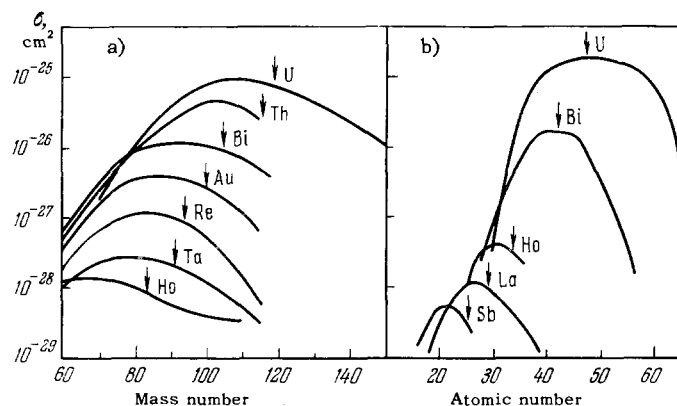 σ,
cm²
a)
b)
U
U
10⁻²⁵
Th
Bi
Bi
10⁻²⁶
Au
10⁻²⁷
Re
Ho
Ta
La
10⁻²⁸
Ho
Sb
10⁻²⁹
60 80 100 120 140 20 30 40 50 60
Mass number Atomic number